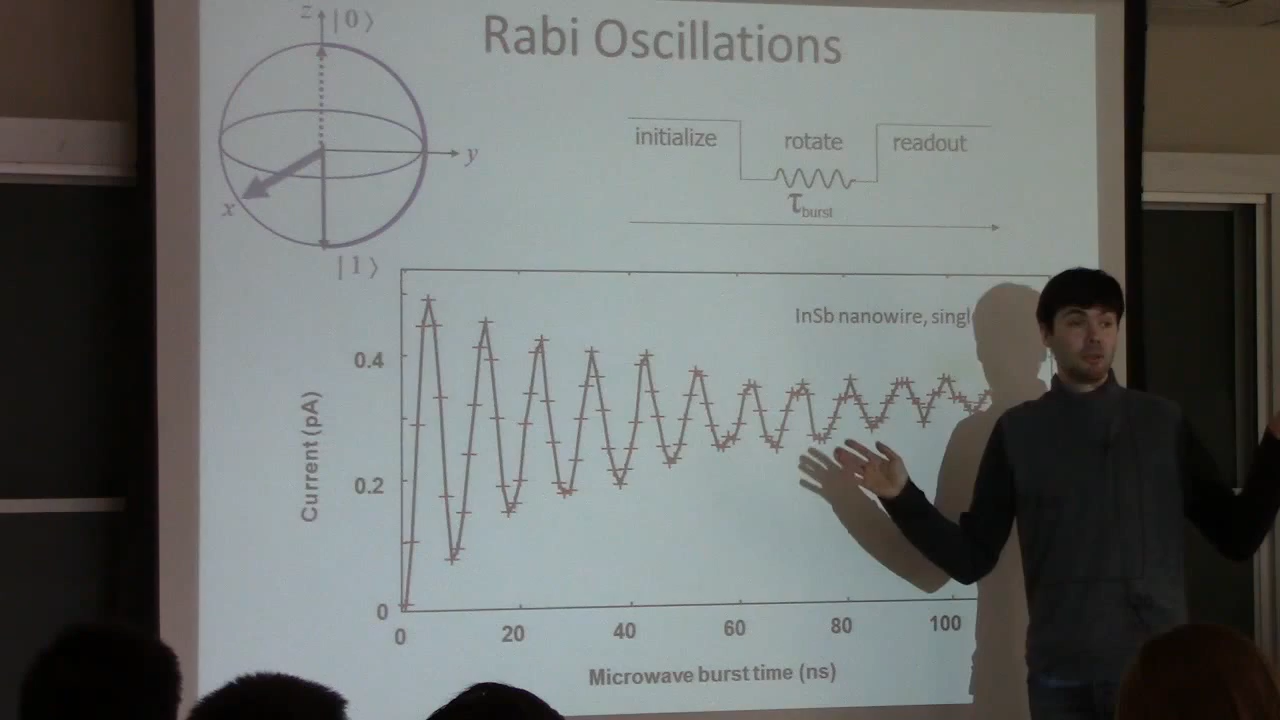 Rabi Oscillations
z
|0⟩
y
x
|1⟩
initialize rotate readout
τburst
InSb nanowire, singl
0.4
0.2
0
Current (pA)
0 20 40 60 80 100
Microwave burst time (ns)